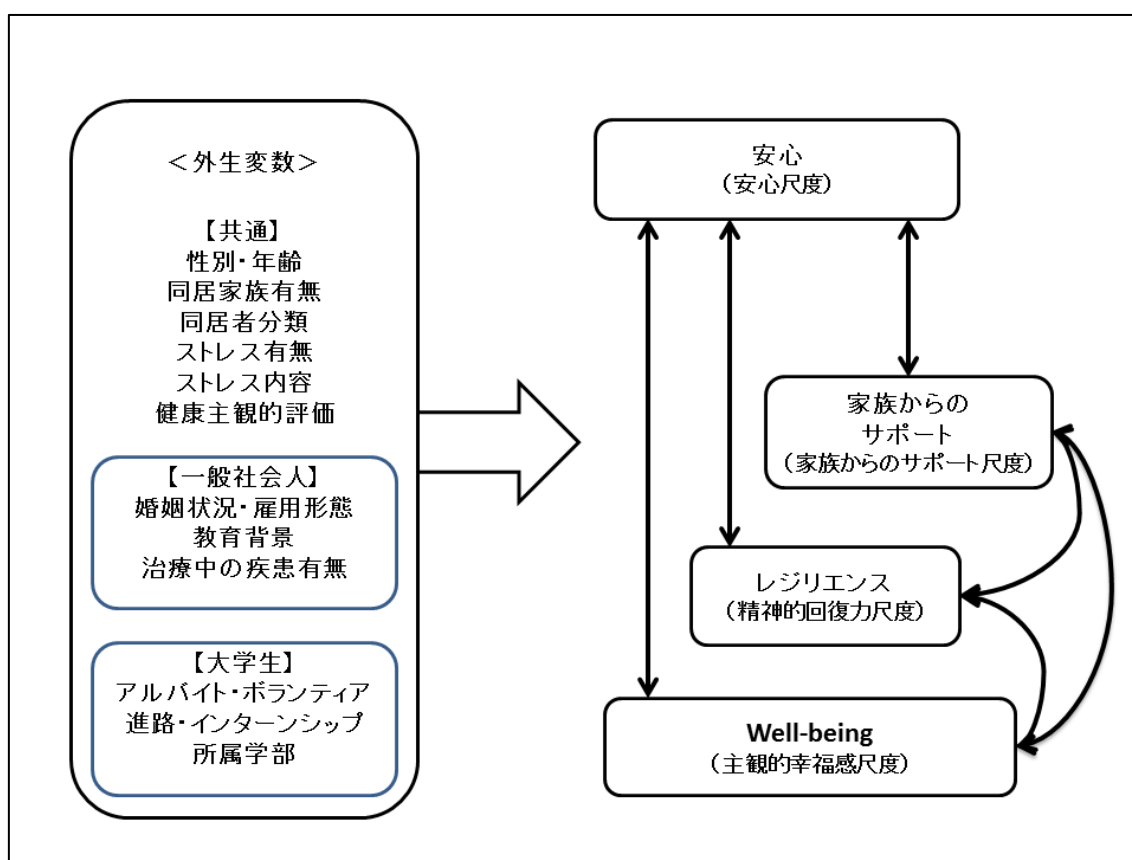 ＜外生変数＞
【共通】
性別・年齢
同居家族有無
同居者分類
ストレス有無
ストレス内容
健康主観的評価
【一般社会人】
婚姻状況・雇用形態
教育背景
治療中の疾患有無
【大学生】
アルバイト・ボランティア
進路・インターンシップ
所属学部
安心
（安心尺度）
家族からの
サポート
（家族からのサポート尺度）
レジリエンス
（精神的回復力尺度）
Well-being
（主観的幸福感尺度）